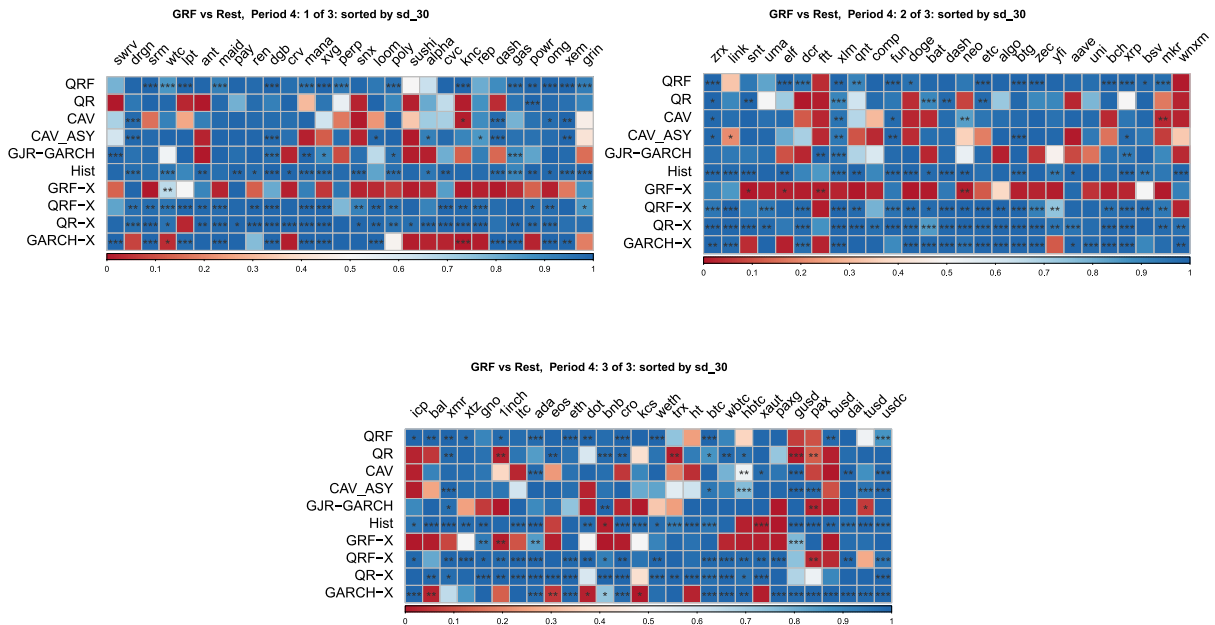 GRF vs Rest,  Period 4: 1 of 3: sorted by sd_30
swrv drgn srm wtc lpt ant maid pay ren dgb crv mana xvg perp snx loom poly sushi alpha cvc knc rep qash gas powr omg xem grin
QRF
QR
CAV
CAV_ASY
GJR−GARCH
Hist
GRF−X
QRF−X
QR−X
GARCH−X
0 0.1 0.2 0.3 0.4 0.5 0.6 0.7 0.8 0.9 1
GRF vs Rest,  Period 4: 2 of 3: sorted by sd_30
zrx link snt uma elf dcr ftt xlm qnt comp fun doge bat dash neo etc algo btg zec yfi aave uni bch xrp bsv mkr wnxm
QRF
QR
CAV
CAV_ASY
GJR−GARCH
Hist
GRF−X
QRF−X
QR−X
GARCH−X
0 0.1 0.2 0.3 0.4 0.5 0.6 0.7 0.8 0.9 1
GRF vs Rest,  Period 4: 3 of 3: sorted by sd_30
icp bal xmr xtz gno 1inch ltc ada eos eth dot bnb cro kcs weth trx ht btc wbtc hbtc xaut paxg gusd pax busd dai tusd usdc
QRF
QR
CAV
CAV_ASY
GJR−GARCH
Hist
GRF−X
QRF−X
QR−X
GARCH−X
0 0.1 0.2 0.3 0.4 0.5 0.6 0.7 0.8 0.9 1